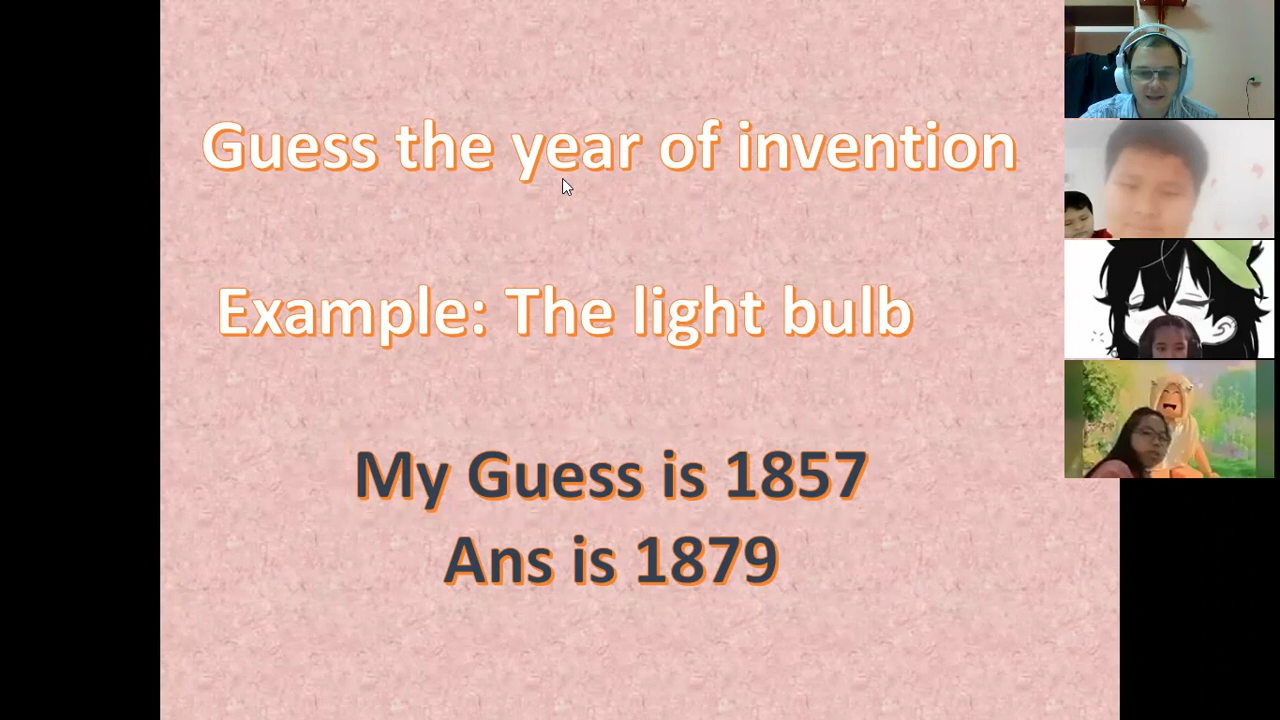 Guess the year of invention
Example: The light bulb
My Guess is 1857
Ans is 1879